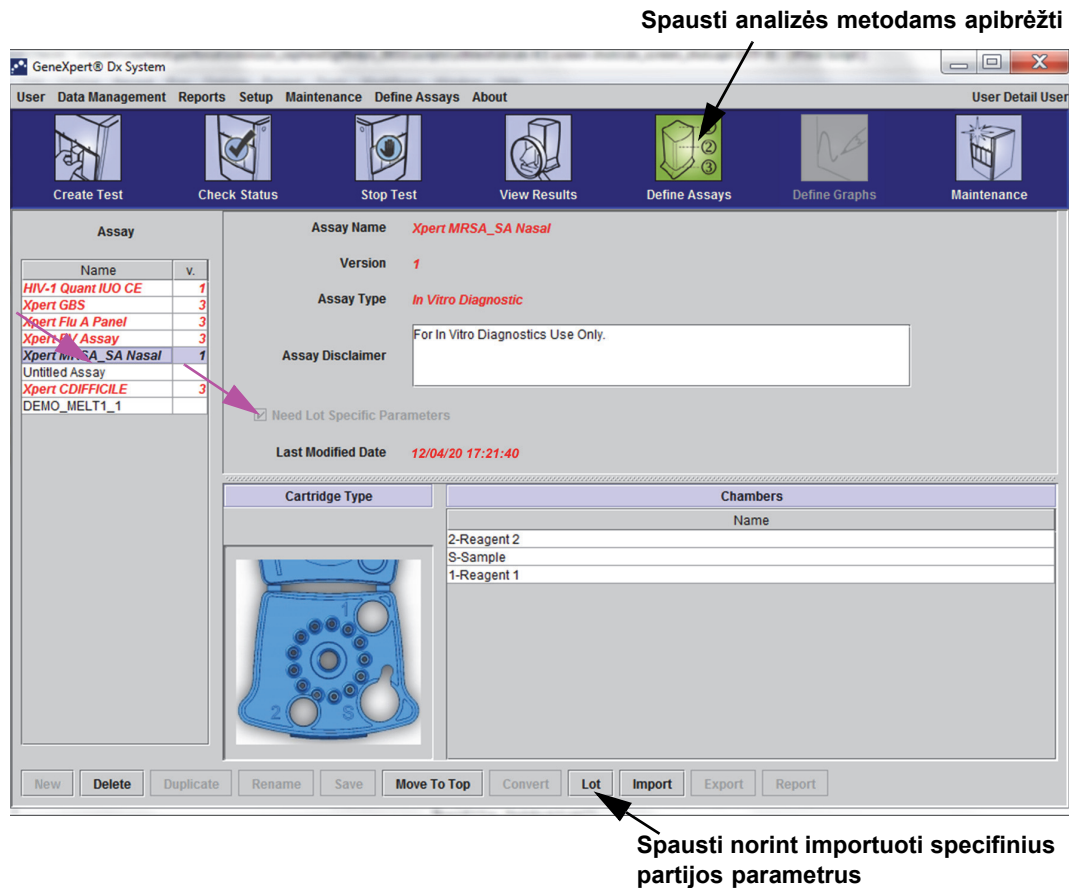 Spausti analizės metodams apibrėžti
GeneXpert® Dx System
User Data Management Reports Setup Maintenance Define Assays About User Detail User
Create Test Check Status Stop Test View Results Define Assays Define Graphs Maintenance
Assay
Name v.
HIV-1 Quant IUO CE 1
Xpert GBS 3
Xpert Flu A Panel 3
Xpert Assay 3
Xpert MRSA_SA Nasal 1
Untitled Assay
Xpert CDIFFICILE 3
DEMO_MELT1_1
Assay Name Xpert MRSA_SA Nasal
Version 1
Assay Type In Vitro Diagnostic
Assay Disclaimer For In Vitro Diagnostics Use Only.
Need Lot Specific Parameters
Last Modified Date 12/04/20 17:21:40
Cartridge Type
1
2 S
Chambers
Name
2-Reagent 2
S-Sample
1-Reagent 1
New Delete Duplicate Rename Save Move To Top Convert Lot Import Export Report
Spausti norint importuoti specifinius
partijos parametrus